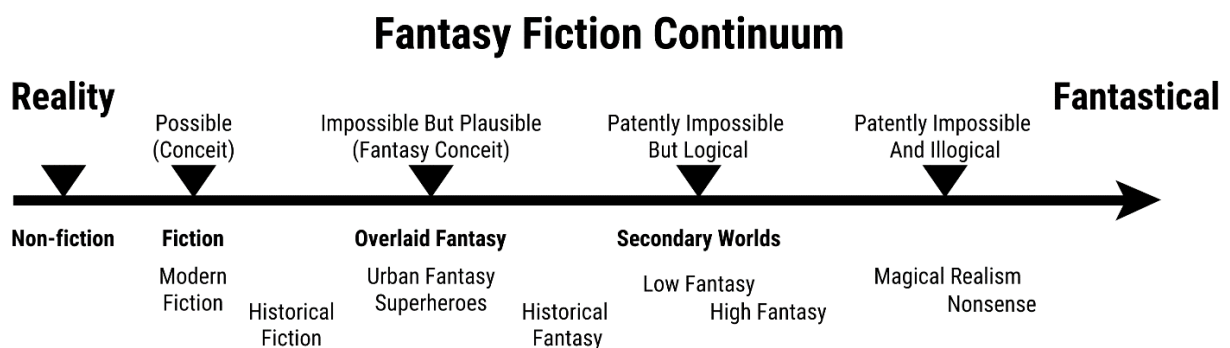 Fantasy Fiction Continuum
Reality
Fantastical
Possible
(Conceit)
Impossible But Plausible
(Fantasy Conceit)
Patently Impossible
But Logical
Patently Impossible
And Illogical
Non-fiction
Fiction
Overlaid Fantasy
Secondary Worlds
Modern
Fiction
Historical
Fiction
Urban Fantasy
Superheroes
Historical
Fantasy
Low Fantasy
High Fantasy
Magical Realism
Nonsense